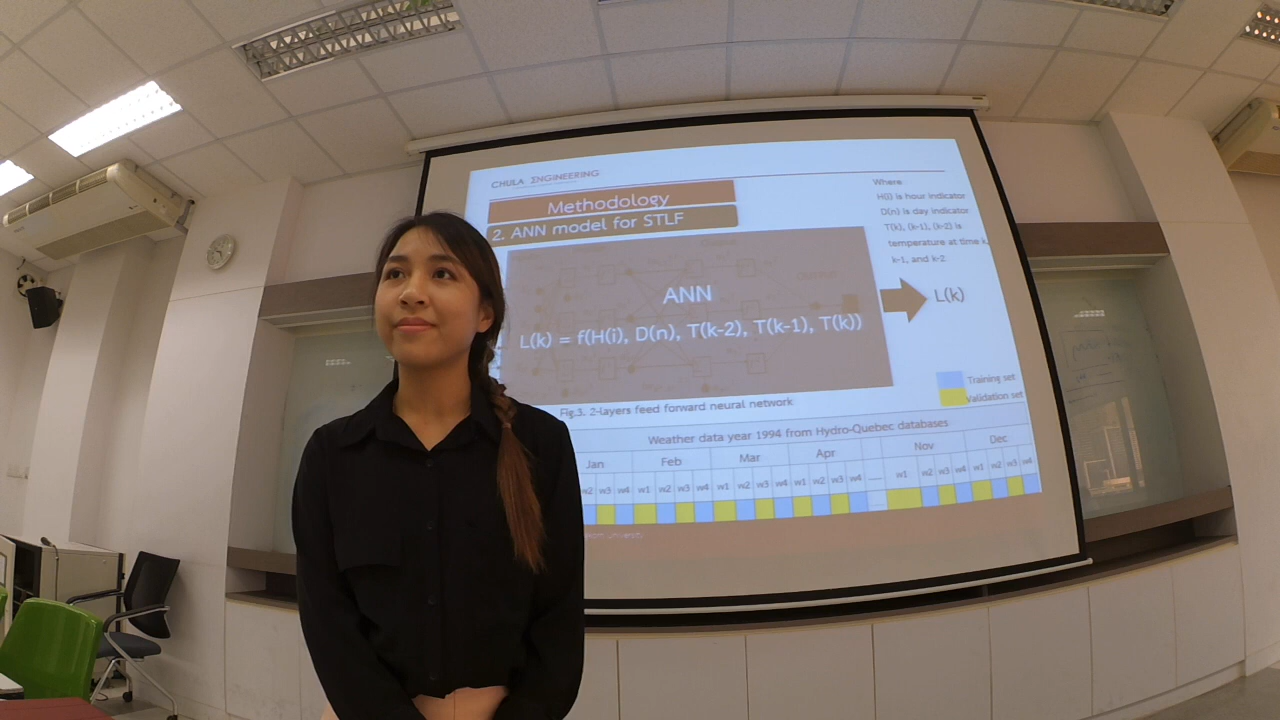 CHULA ΣNGINEERING
Methodology
2. ANN model for STLF
Where
H(i) is hour indicator
D(n) is day indicator
T(k), (k-1), (k-2) is
temperature at time k,
k-1, and k-2
ANN
L(k) = f(H(i), D(n), T(k-2), T(k-1), T(k))
L(k)
Fig.3. 2-layers feed forward neural network
Training set
Validation set
Weather data year 1994 from Hydro-Quebec databases
Jan Feb Mar Apr Nov Dec
w2 w3 w4 w1 w2 w3 w4 w1 w2 w3 w4 w1 w2 w3 w4 ...... w1 w2 w3 w4 w1 w2 w3 w4
University